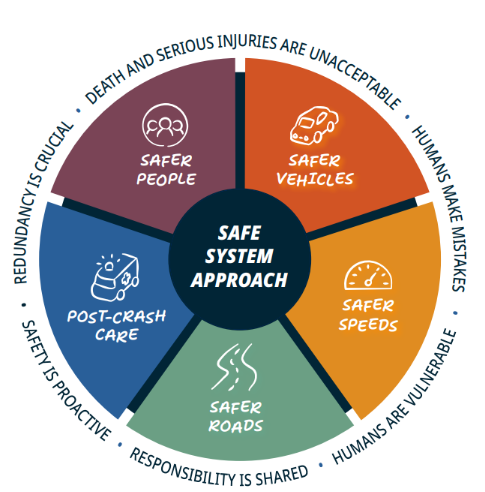 DEATH AND SERIOUS INJURIES ARE UNACCEPTABLE
HUMANS MAKE MISTAKES
HUMANS ARE VULNERABLE
RESPONSIBILITY IS SHARED
SAFETY IS PROACTIVE
REDUNDANCY IS CRUCIAL
SAFER
PEOPLE
SAFER
VEHICLES
SAFE
SYSTEM
APPROACH
POST-CRASH
CARE
SAFER
SPEEDS
SAFER
ROADS